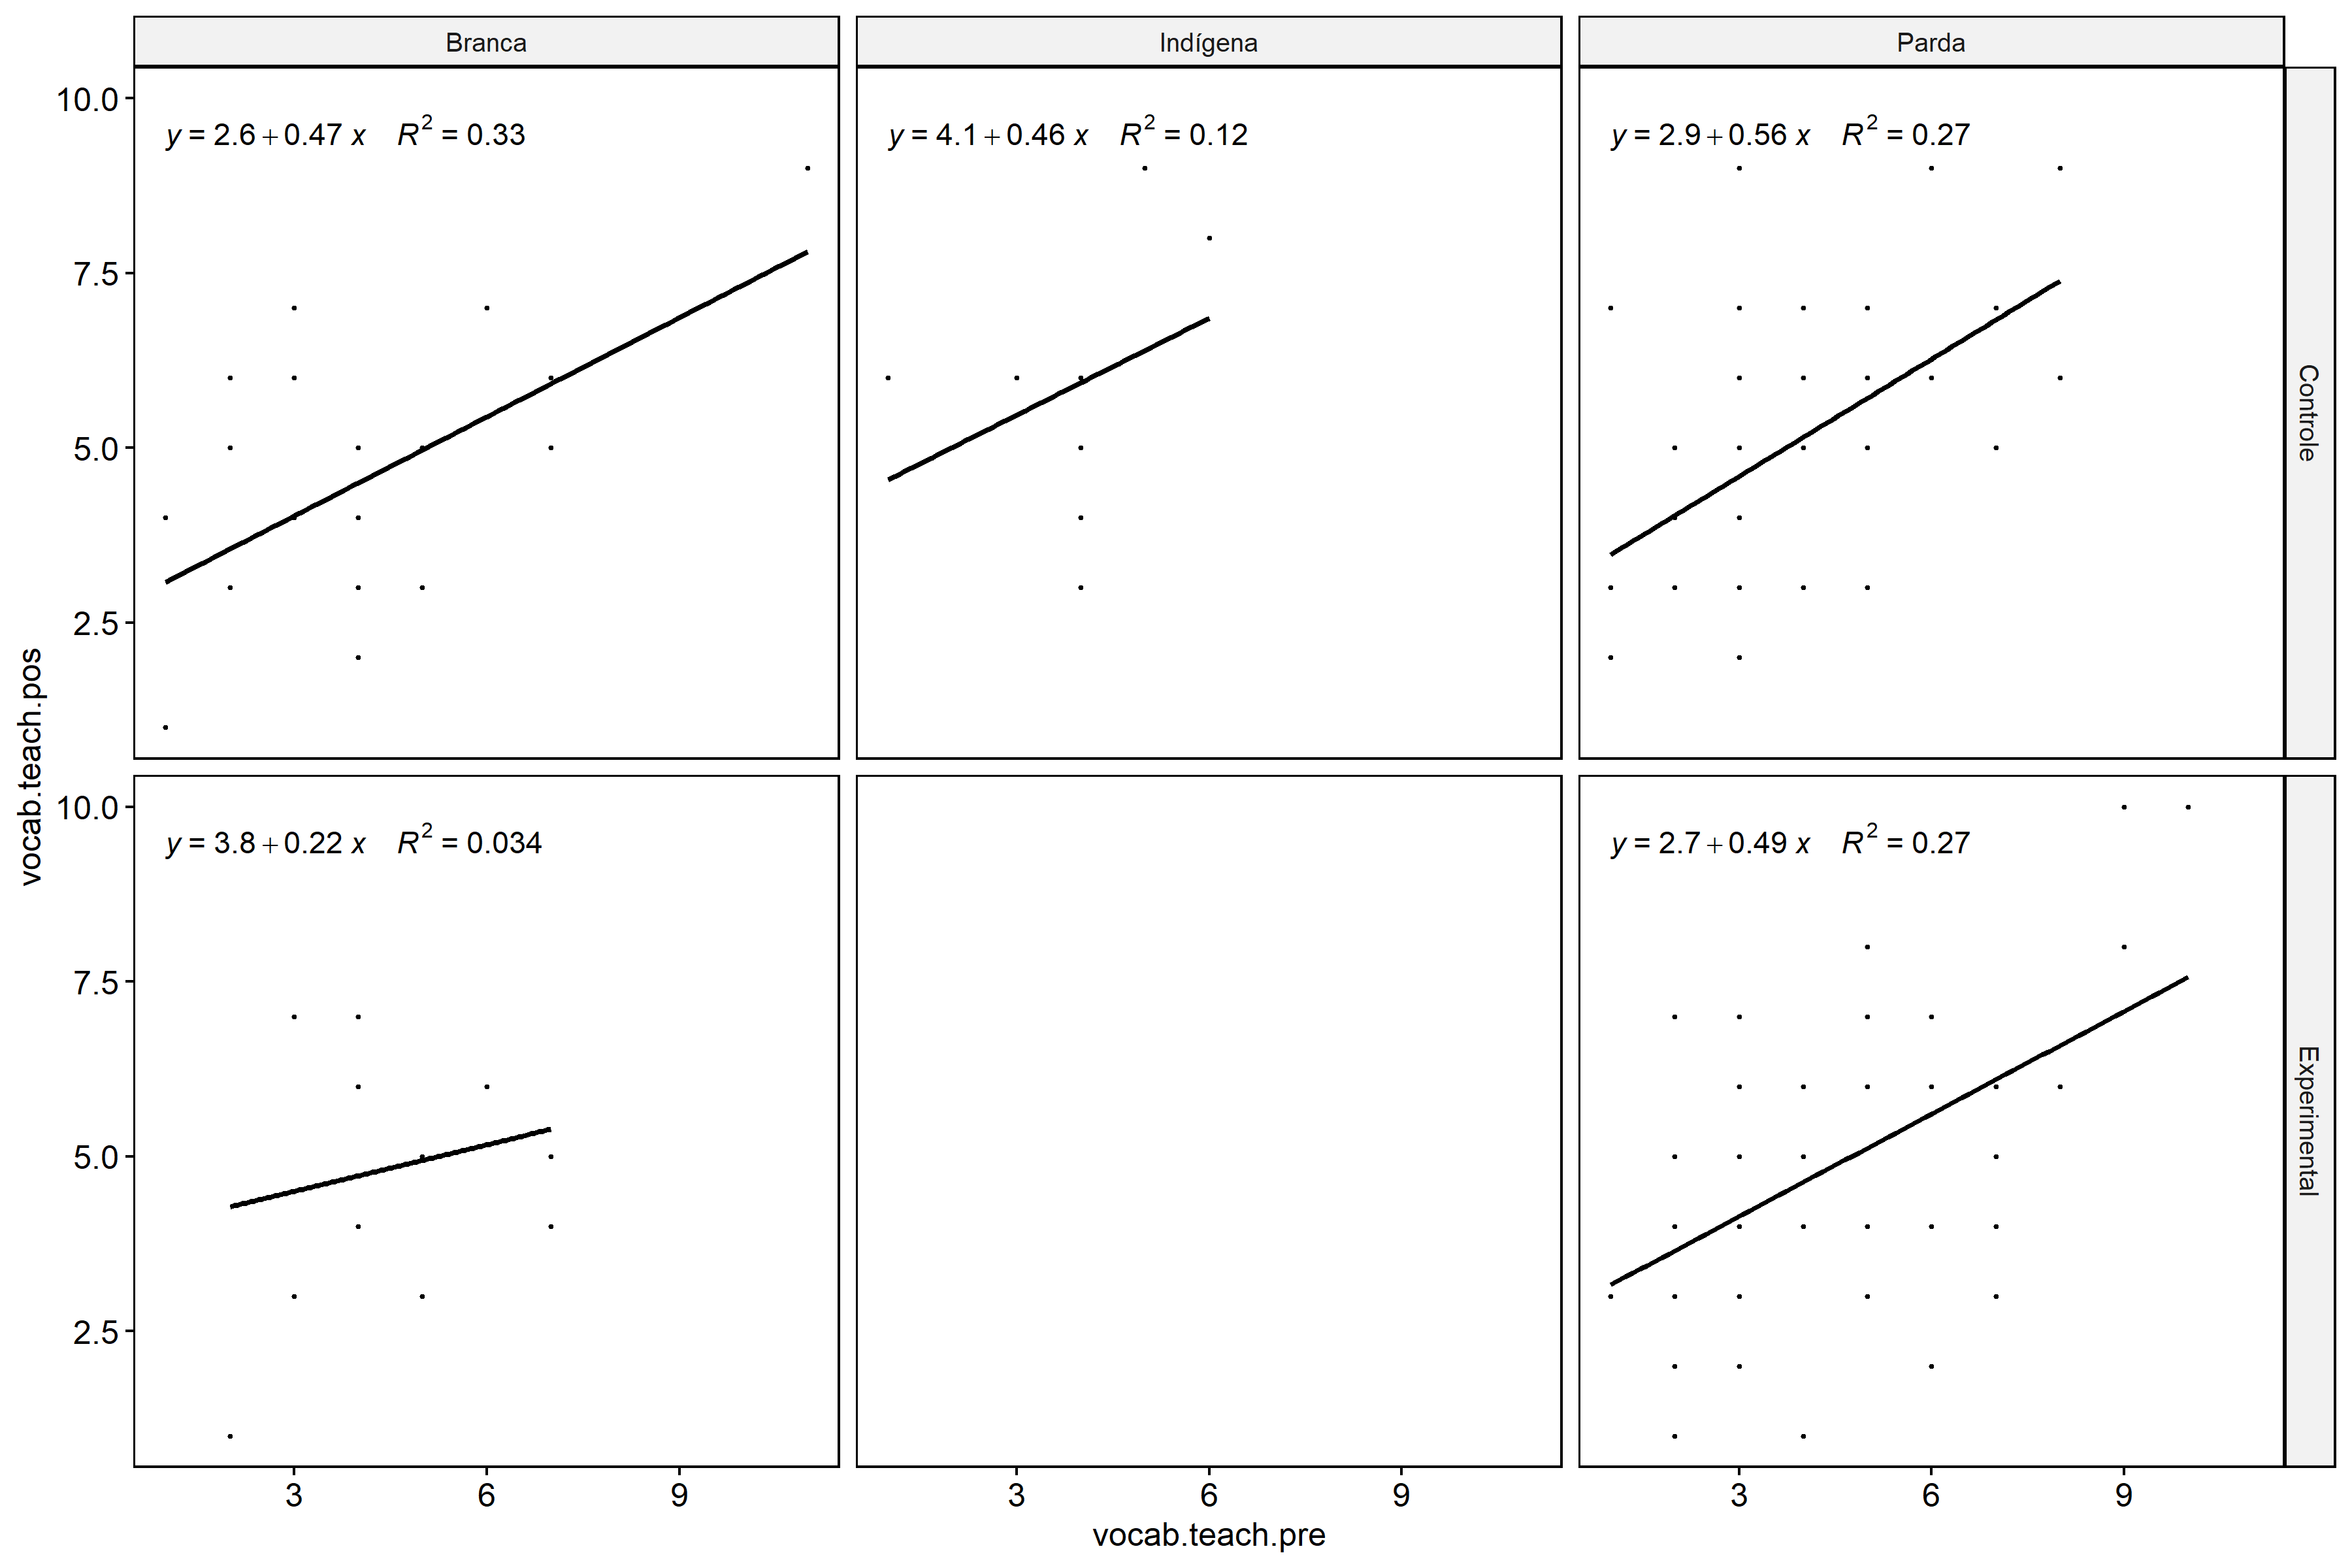 Branca
Indígena
Parda
10.0
y = 2.6 + 0.47 x R² = 0.33
y = 4.1 + 0.46 x R² = 0.12
y = 2.9 + 0.56 x R² = 0.27
7.5
5.0
2.5
Controle
vocab.teach.pos
10.0
y = 3.8 + 0.22 x R² = 0.034
y = 2.7 + 0.49 x R² = 0.27
7.5
5.0
2.5
Experimental
3 6 9
3 6 9
3 6 9
vocab.teach.pre